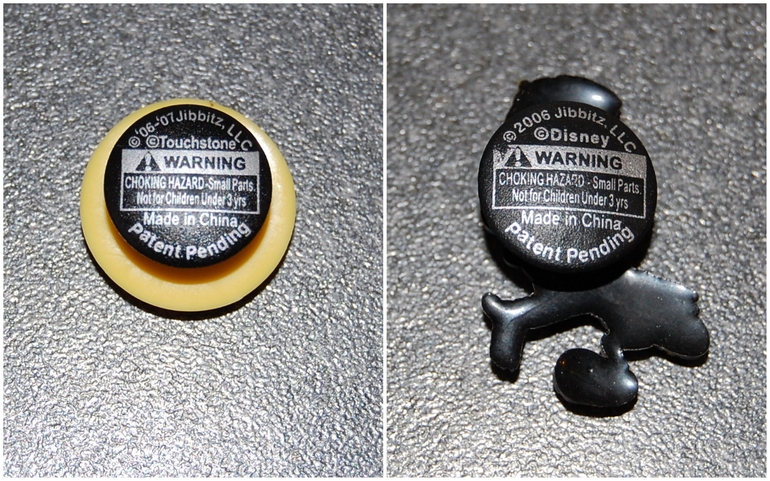 © '06-'07 Jibbitz, LLC
©Touchstone
WARNING
CHOKING HAZARD-Small Parts.
Not for Children Under 3 yrs
Made in China
Patent Pending
© 2006 Jibbitz, LLC
©Disney
WARNING
CHOKING HAZARD - Small Parts.
Not for Children Under 3 yrs
Made in China
Patent Pending